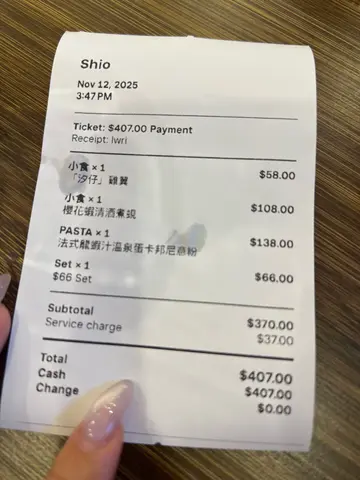 Shio
Nov 12, 2025
3:47 PM
Ticket: $407.00 Payment
Receipt: lwri
小食 × 1 $58.00
「汐仔」雞翼
小食 × 1 $108.00
櫻花蝦清酒煮蜆
PASTA × 1 $138.00
法式龍蝦汁溫泉蛋卡邦尼意粉
Set × 1 $66.00
$66 Set
Subtotal $370.00
Service charge $37.00
Total $407.00
Cash $407.00
Change $0.00